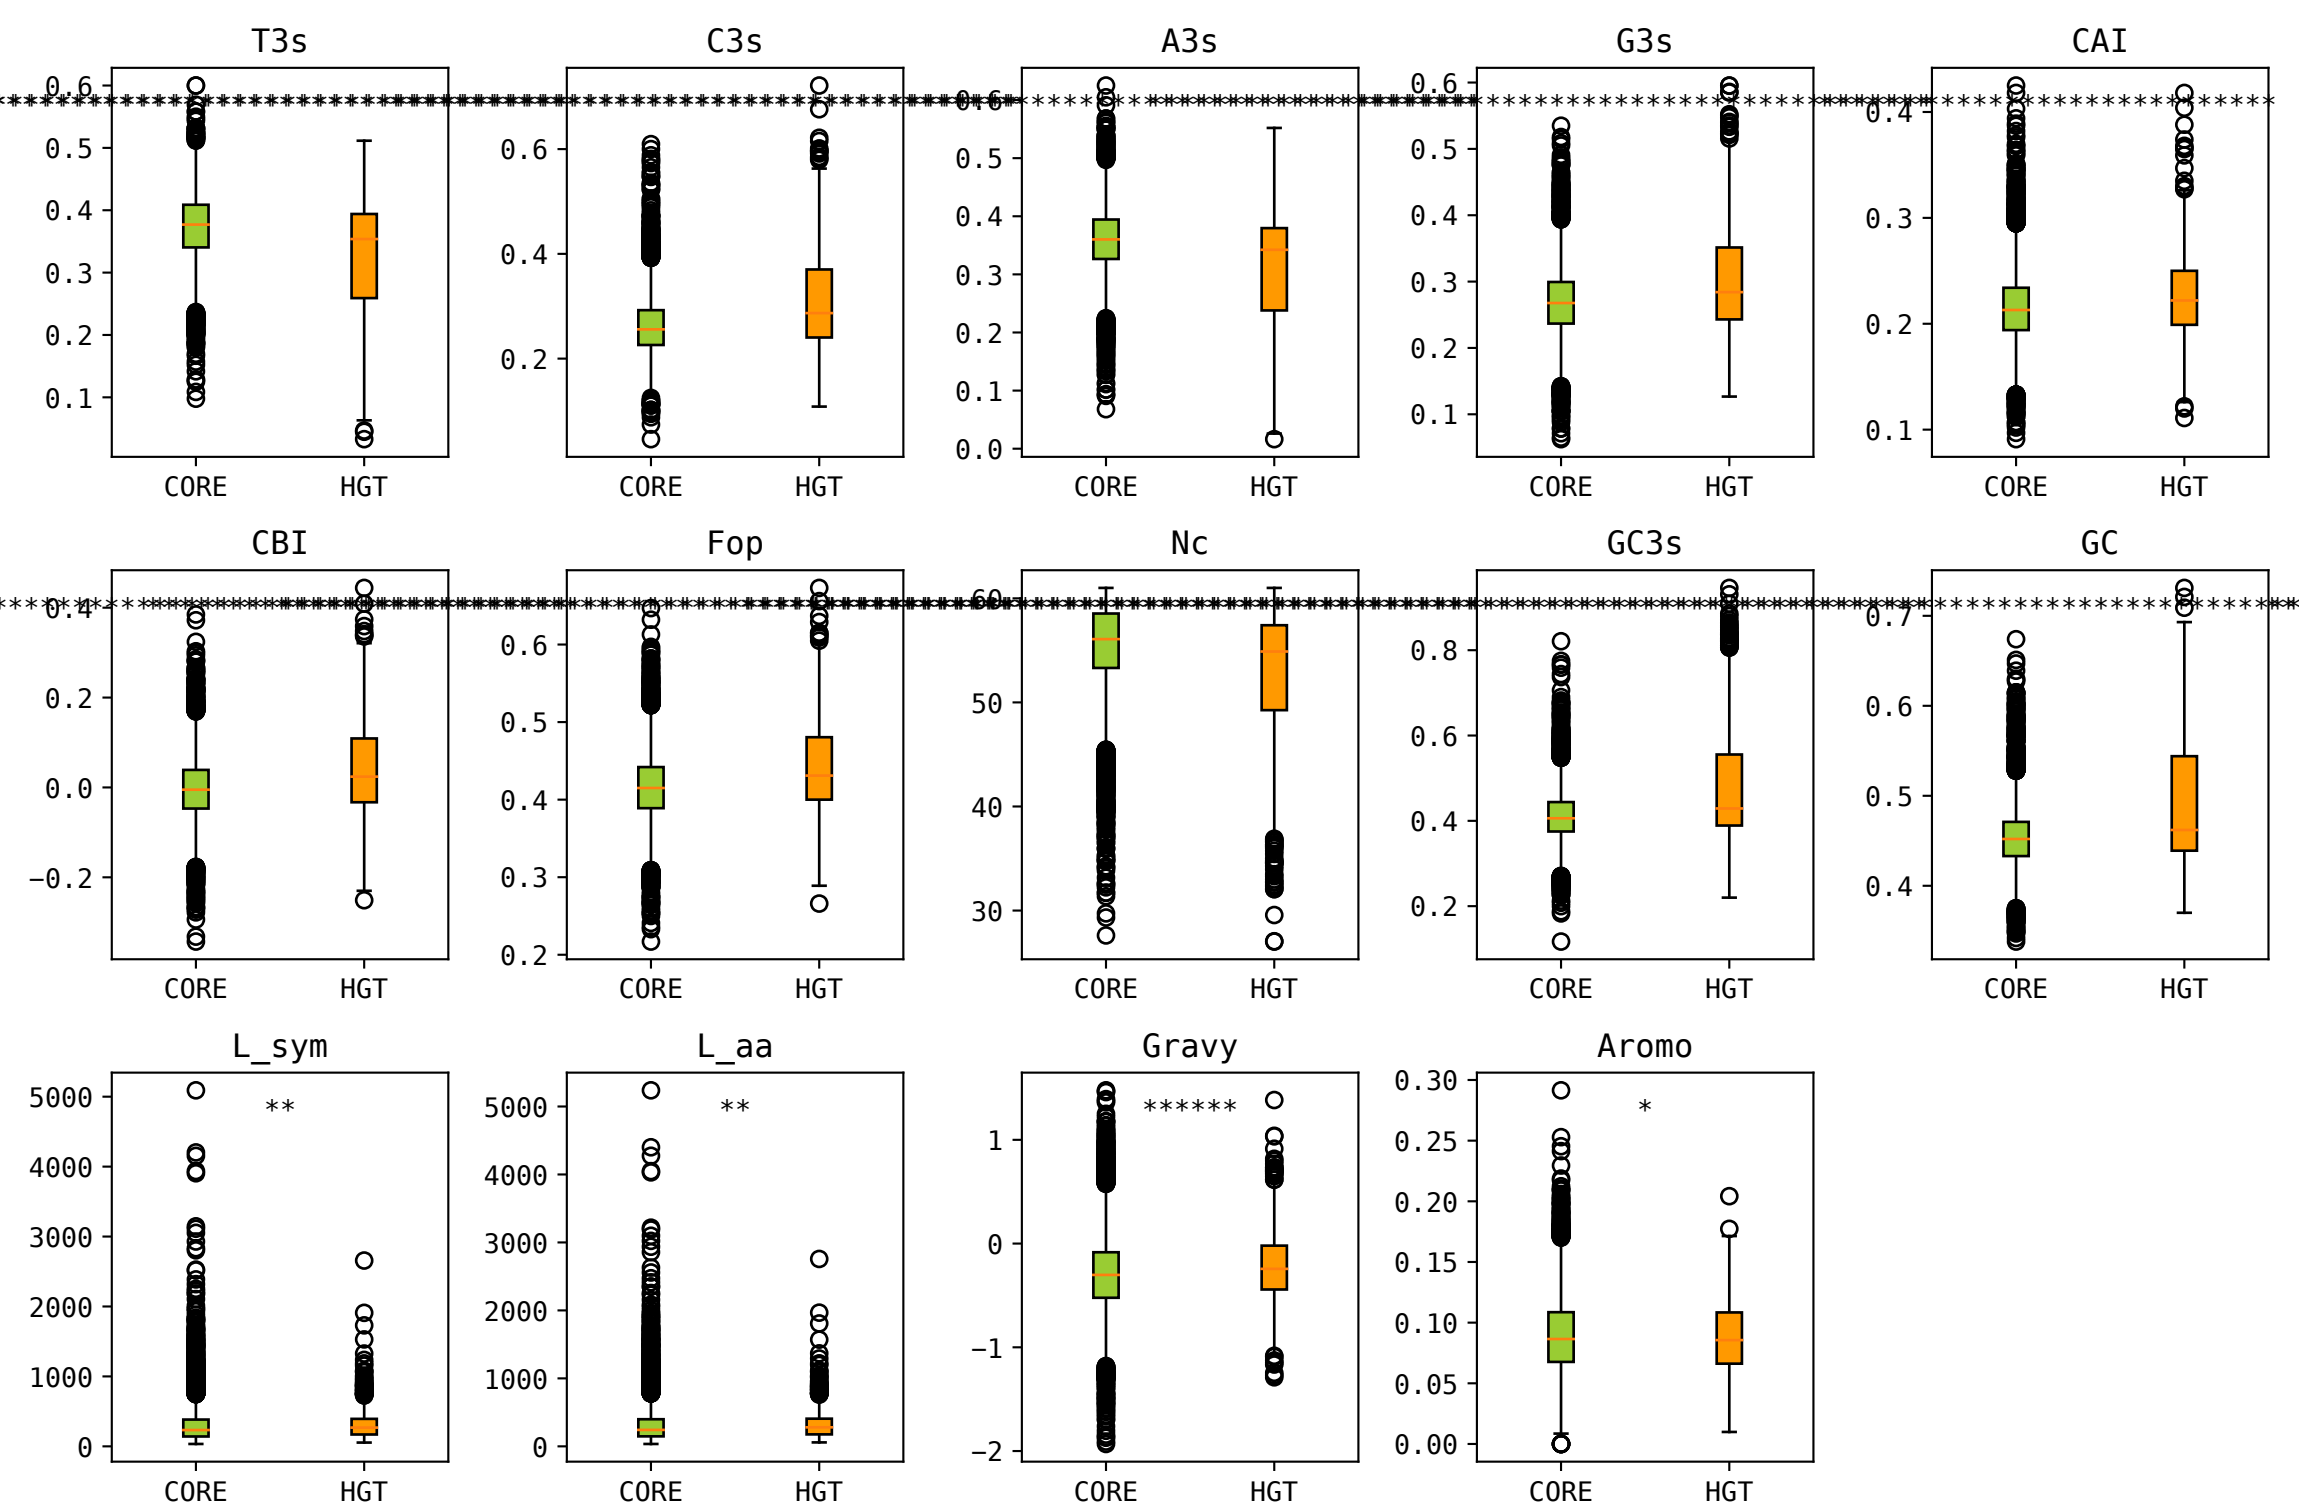 T3s C3s A3s G3s CAI
0.6 0.5 0.4 0.3 0.2 0.1
CORE HGT
0.6 0.4 0.2
CORE HGT
0.6 0.5 0.4 0.3 0.2 0.1 0.0
CORE HGT
0.6 0.5 0.4 0.3 0.2 0.1
CORE HGT
0.4 0.3 0.2 0.1
CORE HGT
CBI Fop Nc GC3s GC
0.4 0.2 0.0 −0.2
CORE HGT
0.6 0.5 0.4 0.3 0.2
CORE HGT
60 50 40 30
CORE HGT
0.8 0.6 0.4 0.2
CORE HGT
0.7 0.6 0.5 0.4
CORE HGT
L_sym L_aa Gravy Aromo
**
5000 4000 3000 2000 1000 0
CORE HGT
**
5000 4000 3000 2000 1000 0
CORE HGT
******
1 0 −1 −2
CORE HGT
*
0.30 0.25 0.20 0.15 0.10 0.05 0.00
CORE HGT